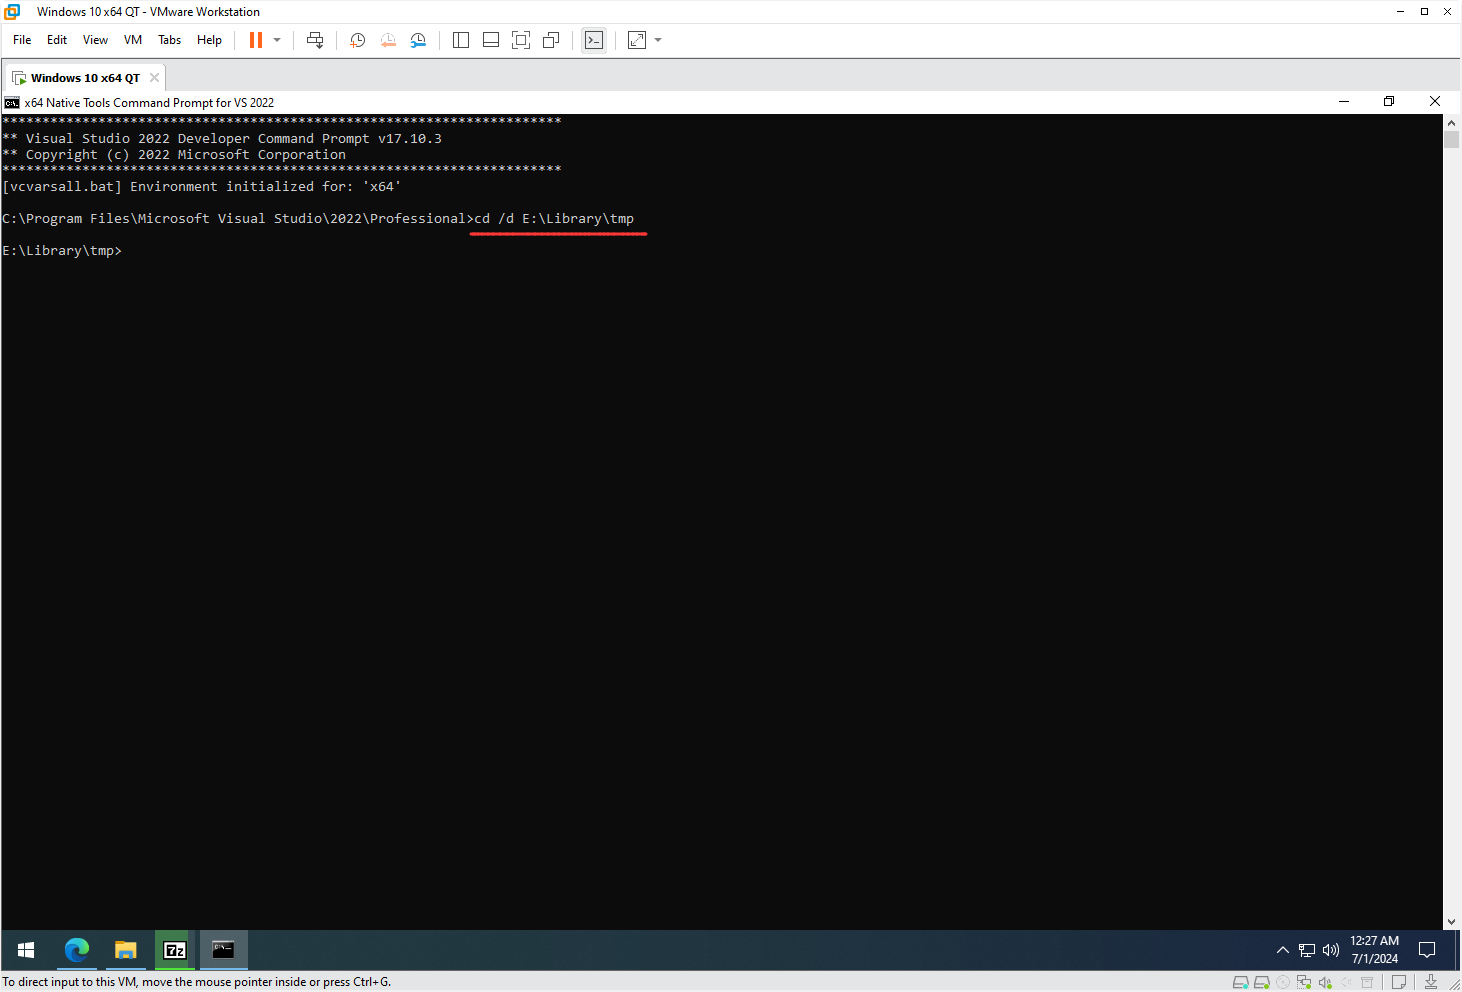 Windows 10 x64 QT - VMware Workstation
File Edit View VM Tabs Help
Windows 10 x64 QT
x64 Native Tools Command Prompt for VS 2022
**********************************************************************
** Visual Studio 2022 Developer Command Prompt v17.10.3
** Copyright (c) 2022 Microsoft Corporation
**********************************************************************
[vcvarsall.bat] Environment initialized for: 'x64'
C:\Program Files\Microsoft Visual Studio\2022\Professional>cd /d E:\Library\tmp
E:\Library\tmp>
7z
12:27 AM
7/1/2024
To direct input to this VM, move the mouse pointer inside or press Ctrl+G.